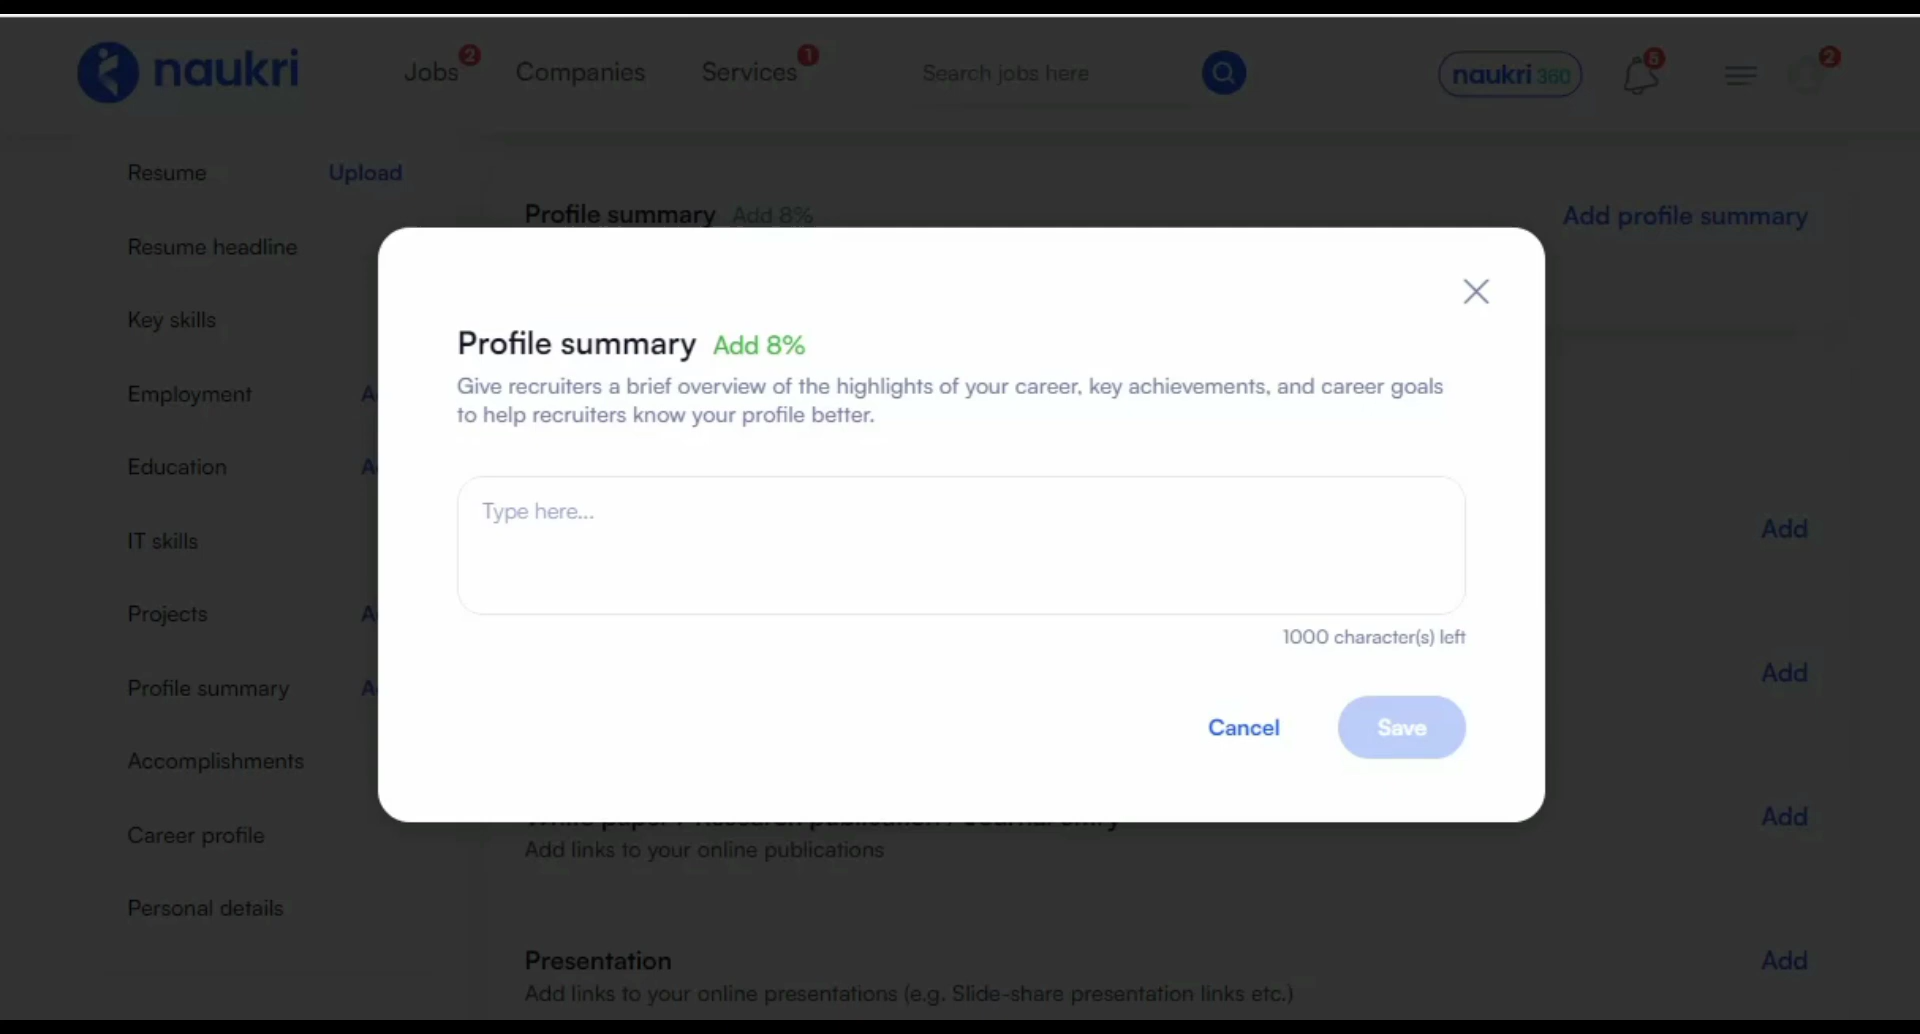 naukri
Jobs 2
Companies
Services 1
Search jobs here
naukri 360
6
2
Resume Upload
Resume headline
Key skills
Employment
Education
IT skills
Projects
Profile summary
Accomplishments
Career profile
Personal details
Profile summary Add 8%
Add profile summary
Profile summary Add 8%
Give recruiters a brief overview of the highlights of your career, key achievements, and career goals
to help recruiters know your profile better.
Type here...
1000 character(s) left
Cancel
Save
Add
Add
Add
Add links to your online publications
Presentation
Add
Add links to your online presentations (e.g. Slide-share presentation links etc.)